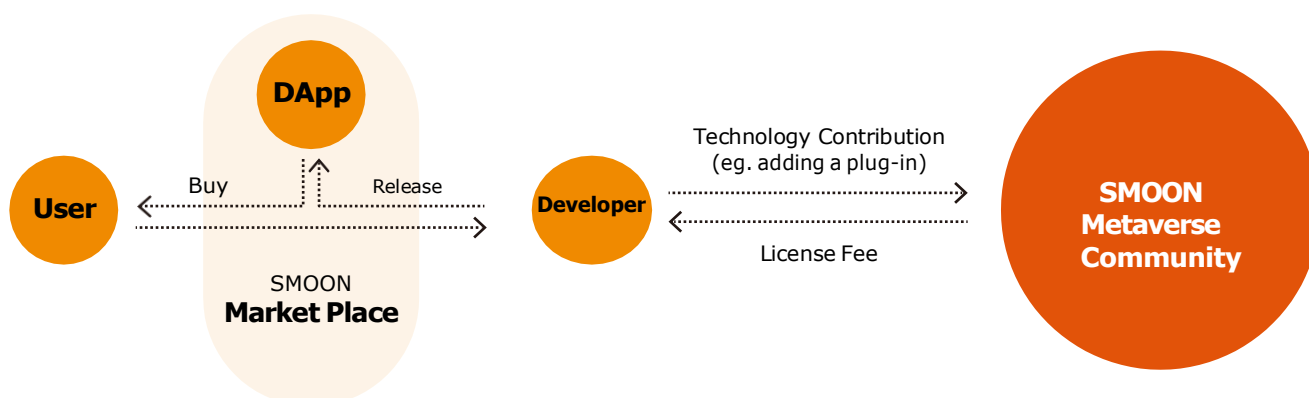 DApp
Buy
Release
User
Developer
SMOON
Market Place
Technology Contribution
(eg. adding a plug-in)
License Fee
SMOON
Metaverse
Community